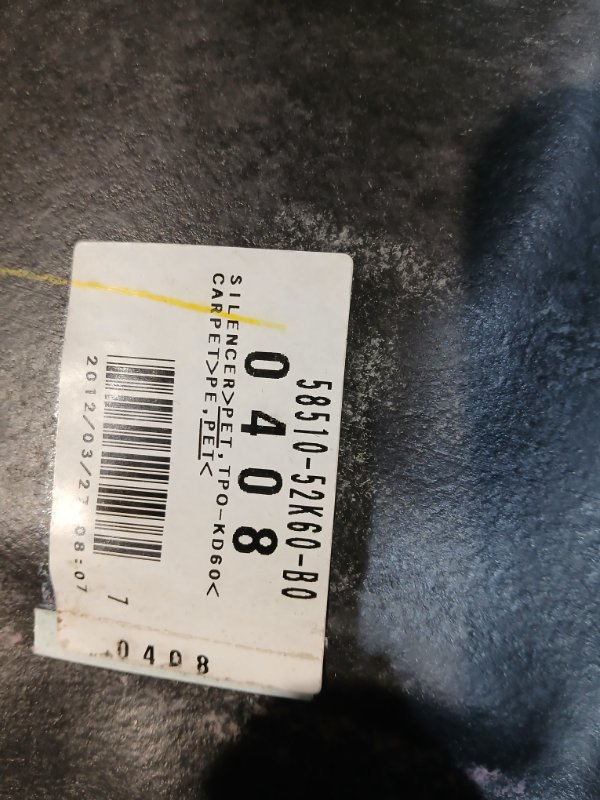 58510-52K60-B0
0408
SILENCER>PET,TPO-KD60<
CARPET>PE,PET<
7
2012/03/27 08:07
0408